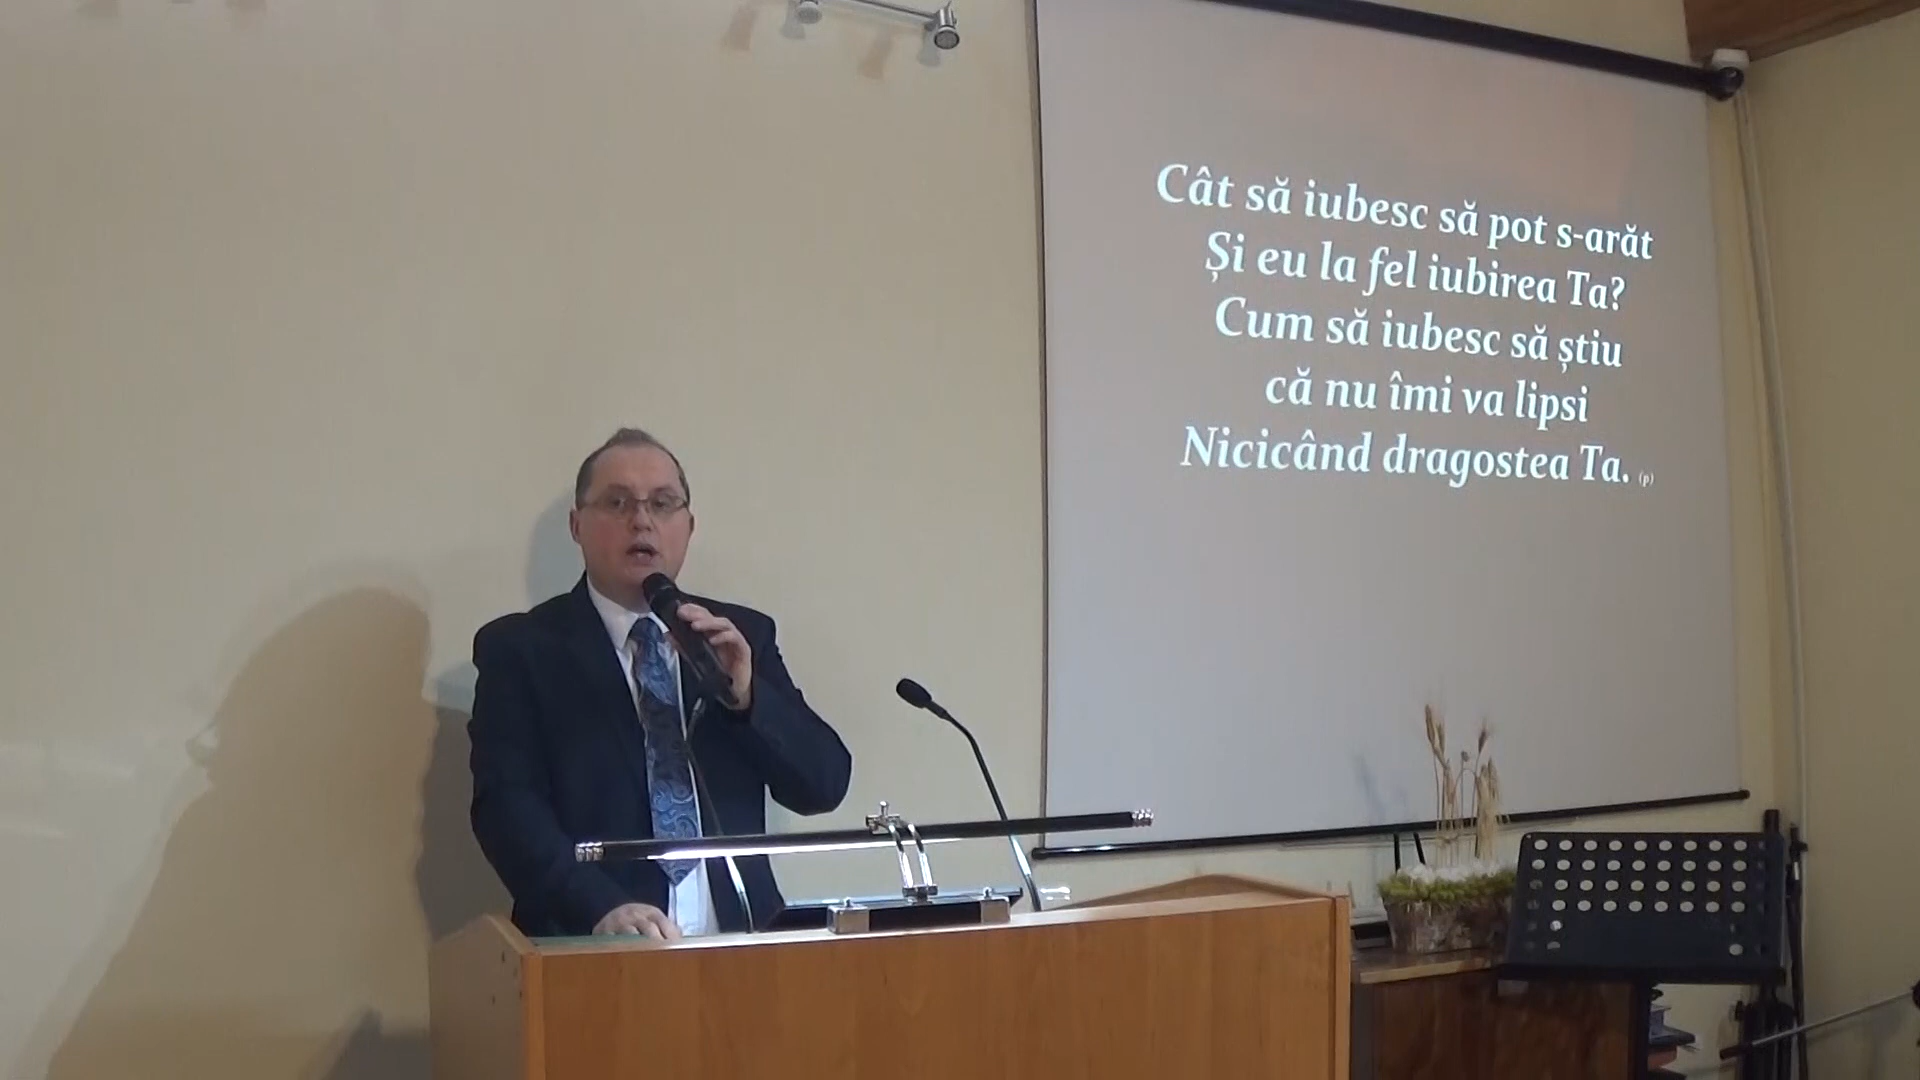 Cât să iubesc să pot s-arăt
Și eu la fel iubirea Ta?
Cum să iubesc să știu
că nu îmi va lipsi
Nicicând dragostea Ta. (p)